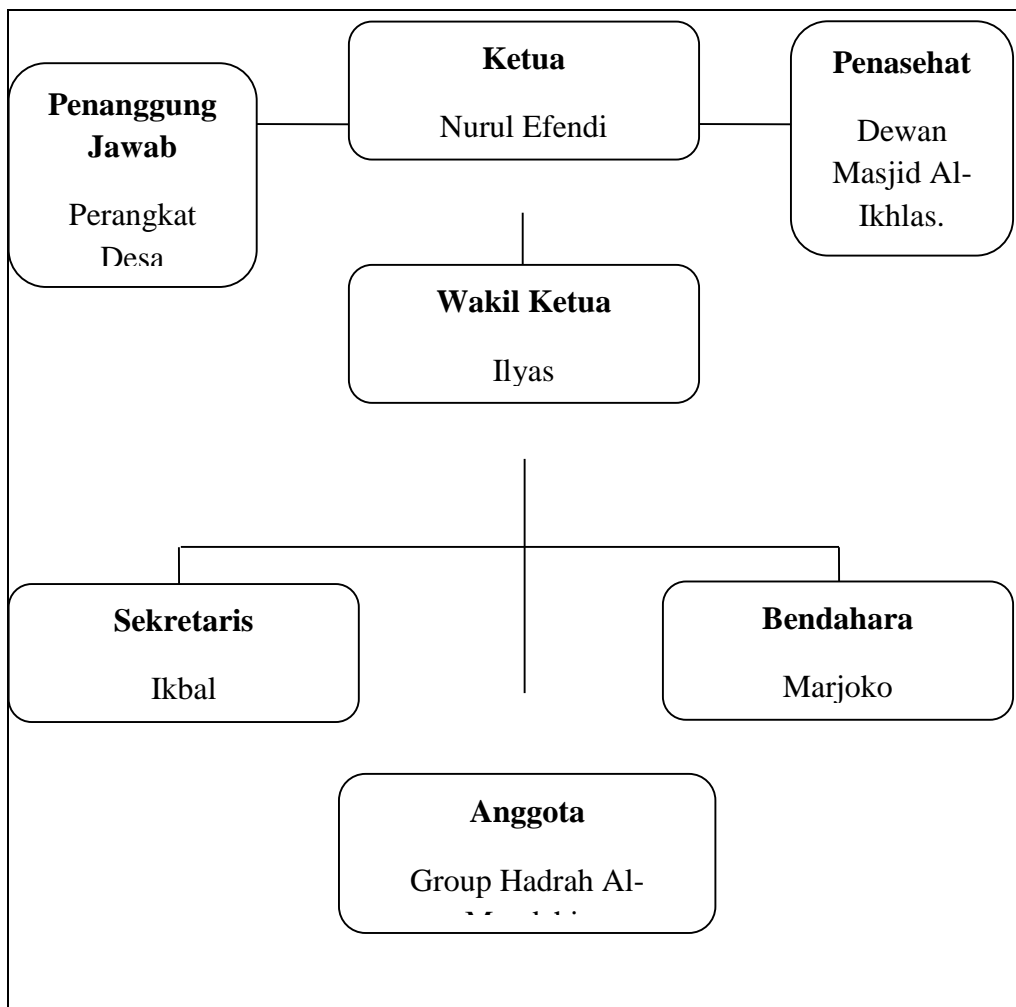 Ketua
Nurul Efendi
Penasehat
Dewan
Masjid Al-
Ikhlas.
Penanggung
Jawab
Perangkat
Desa
Wakil Ketua
Ilyas
Sekretaris
Ikbal
Bendahara
Marjoko
Anggota
Group Hadrah Al-